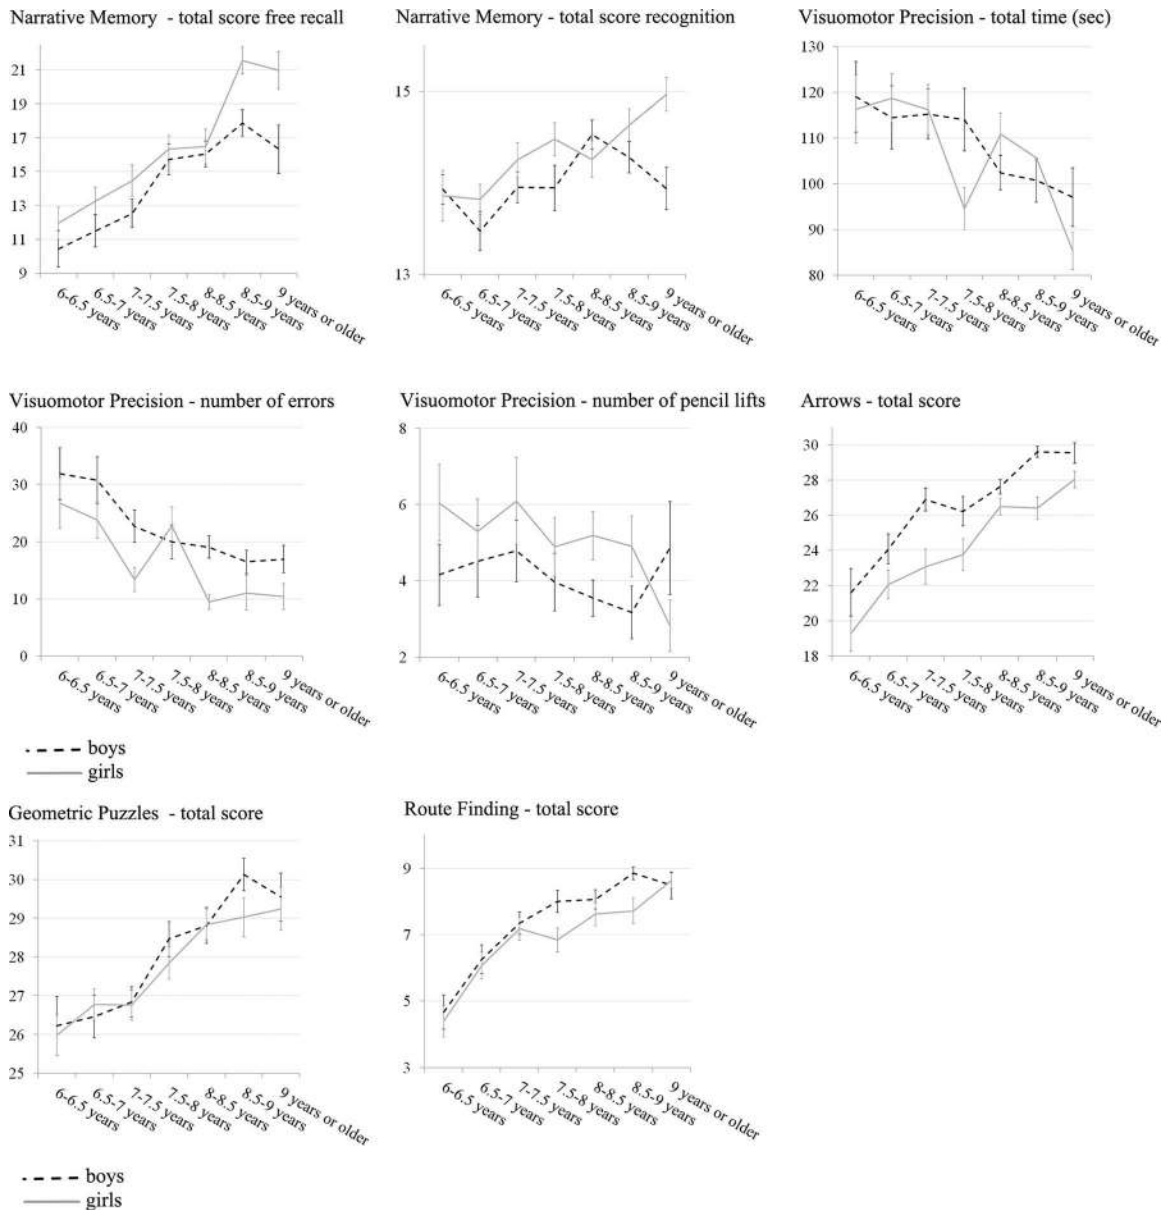 Narrative Memory - total score free recall
21
19
17
15
13
11
9
6-6.5 years
6.5-7 years
7-7.5 years
7.5-8 years
8-8.5 years
8.5-9 years
9 years or older
Narrative Memory - total score recognition
15
13
6-6.5 years
6.5-7 years
7-7.5 years
7.5-8 years
8-8.5 years
8.5-9 years
9 years or older
Visuomotor Precision - total time (sec)
130
120
110
100
90
80
6-6.5 years
6.5-7 years
7-7.5 years
7.5-8 years
8-8.5 years
8.5-9 years
9 years or older
Visuomotor Precision - number of errors
40
30
20
10
0
6-6.5 years
6.5-7 years
7-7.5 years
7.5-8 years
8-8.5 years
8.5-9 years
9 years or older
Visuomotor Precision - number of pencil lifts
8
6
4
2
6-6.5 years
6.5-7 years
7-7.5 years
7.5-8 years
8-8.5 years
8.5-9 years
9 years or older
Arrows - total score
30
28
26
24
22
20
18
6-6.5 years
6.5-7 years
7-7.5 years
7.5-8 years
8-8.5 years
8.5-9 years
9 years or older
boys
girls
Geometric Puzzles - total score
31
30
29
28
27
26
25
6-6.5 years
6.5-7 years
7-7.5 years
7.5-8 years
8-8.5 years
8.5-9 years
9 years or older
Route Finding - total score
9
7
5
3
6-6.5 years
6.5-7 years
7-7.5 years
7.5-8 years
8-8.5 years
8.5-9 years
9 years or older
boys
girls